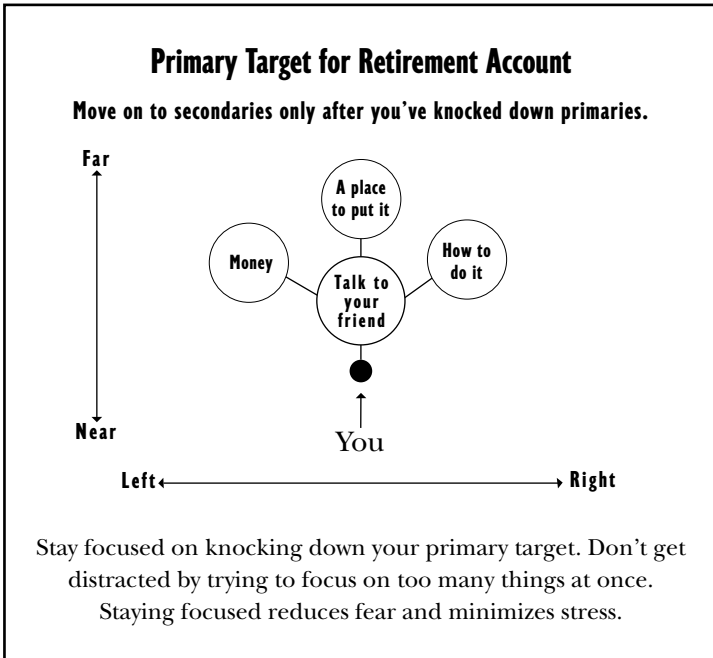 Primary Target for Retirement Account
Move on to secondaries only after you’ve knocked down primaries.
Far
A place
to put it
Money
How to
do it
Talk to
your
friend
Near
You
Left
Right
Stay focused on knocking down your primary target. Don’t get
distracted by trying to focus on too many things at once.
Staying focused reduces fear and minimizes stress.